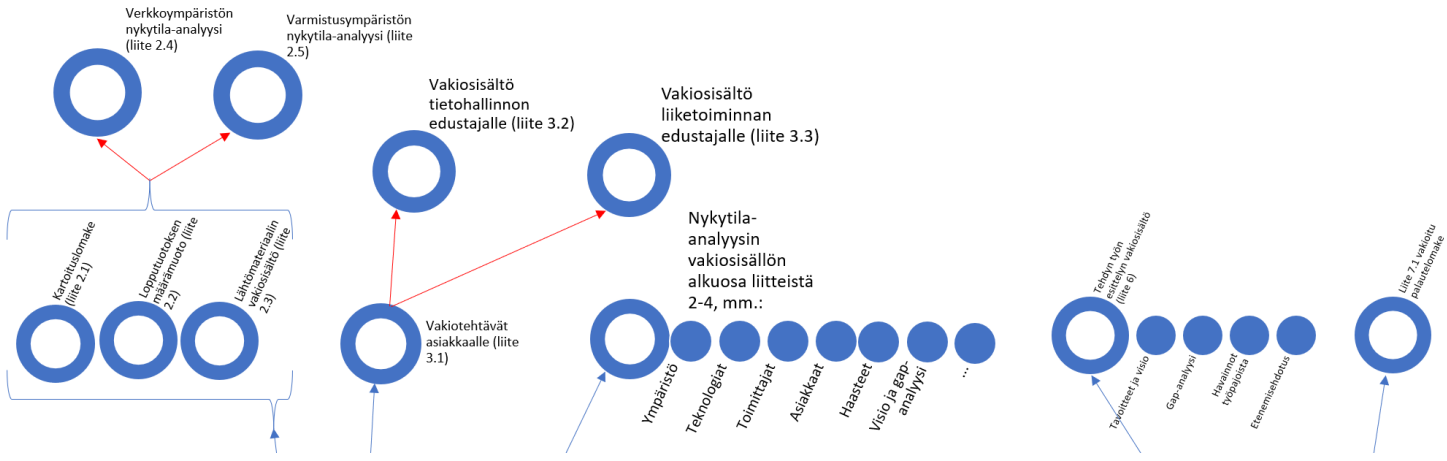 Verkkoympäristön
nykytila-analyysi
(liite 2.4)
Varmistusympäristön
nykytila-analyysi (liite
2.5)
Vakiosisältö
tietohallinnon
edustajalle (liite 3.2)
Vakiosisältö
liiketoiminnan
edustajalle (liite 3.3)
Kartoituslomake
(liite 2.1)
Lopputuotoksen
määrämuoto (liite
2.2)
Lähtömateriaalin
vakiosisältö (liite
2.3)
Vakiotehtävät
asiakkaalle (liite
3.1)
Nykytila-
analyysin
vakiosisällön
alkuosa liitteistä
2-4, mm.:
Ympäristö
Teknologiat
Toimittajat
Asiakkaat
Haasteet
Visio ja gap-
analyysi
...
Tehdyn työn
esittelyn vakiosisältö
(liite 6)
Tavoitteet ja visio
Gap-analyysi
Havainnot
työpajoista
Etenemisehdotus
Liite 7.1 vakioitu
palautelomake